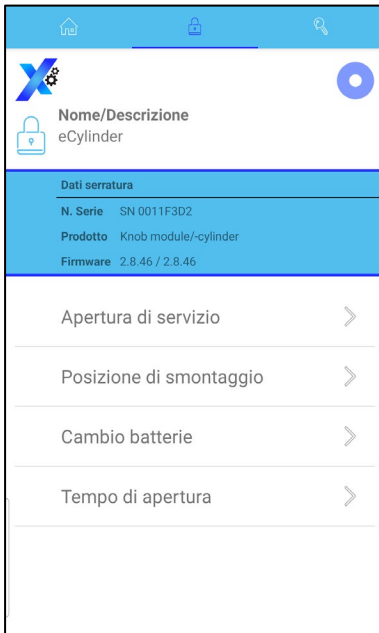 Nome/Descrizione
eCylinder
Dati serratura
N. Serie SN 0011F3D2
Prodotto Knob module/-cylinder
Firmware 2.8.46 / 2.8.46
Apertura di servizio
Posizione di smontaggio
Cambio batterie
Tempo di apertura